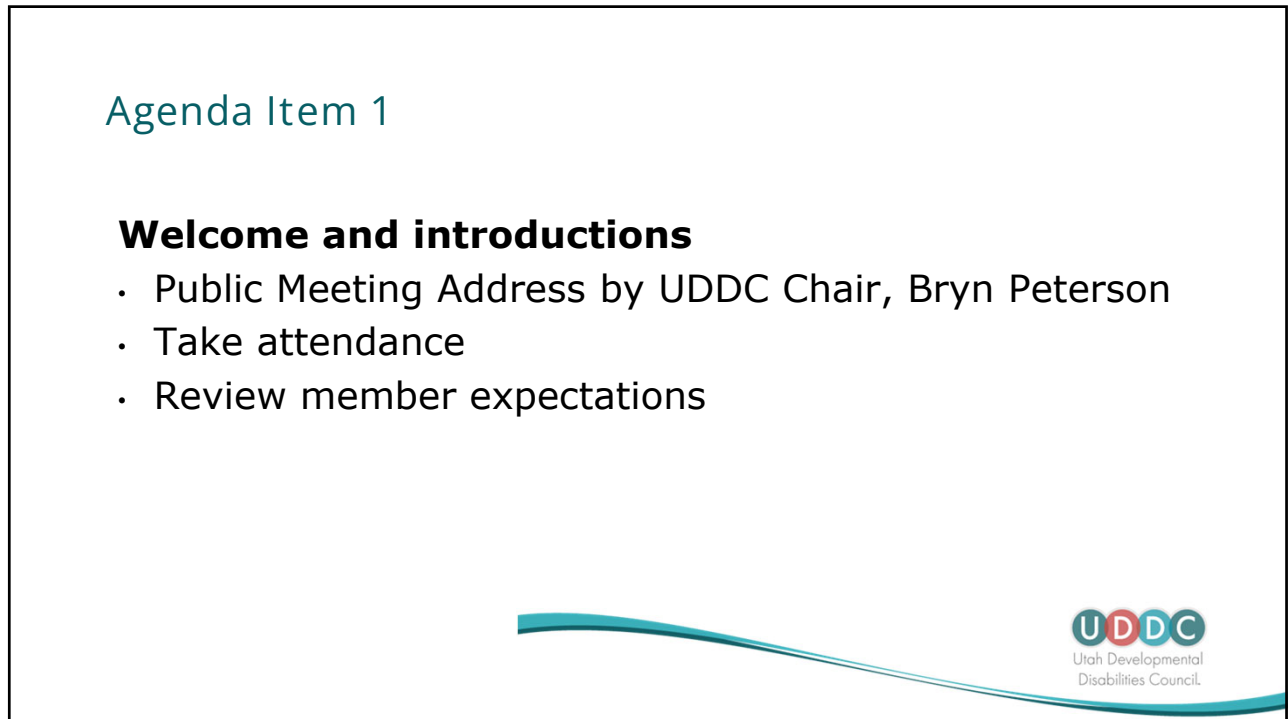 Agenda Item 1
Welcome and introductions
• Public Meeting Address by UDDC Chair, Bryn Peterson
• Take attendance
• Review member expectations
UDDC
Utah Developmental
Disabilities Council.